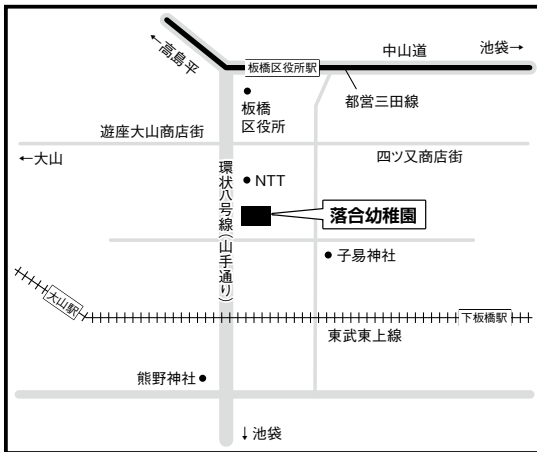 ←高島平
中山道
池袋→
板橋区役所駅
都営三田線
板橋
区役所
遊座大山商店街
←大山
四ツ又商店街
環状八号線(山手通り)
NTT
落合幼稚園
子易神社
大山駅
下板橋駅
東武東上線
熊野神社
↓池袋